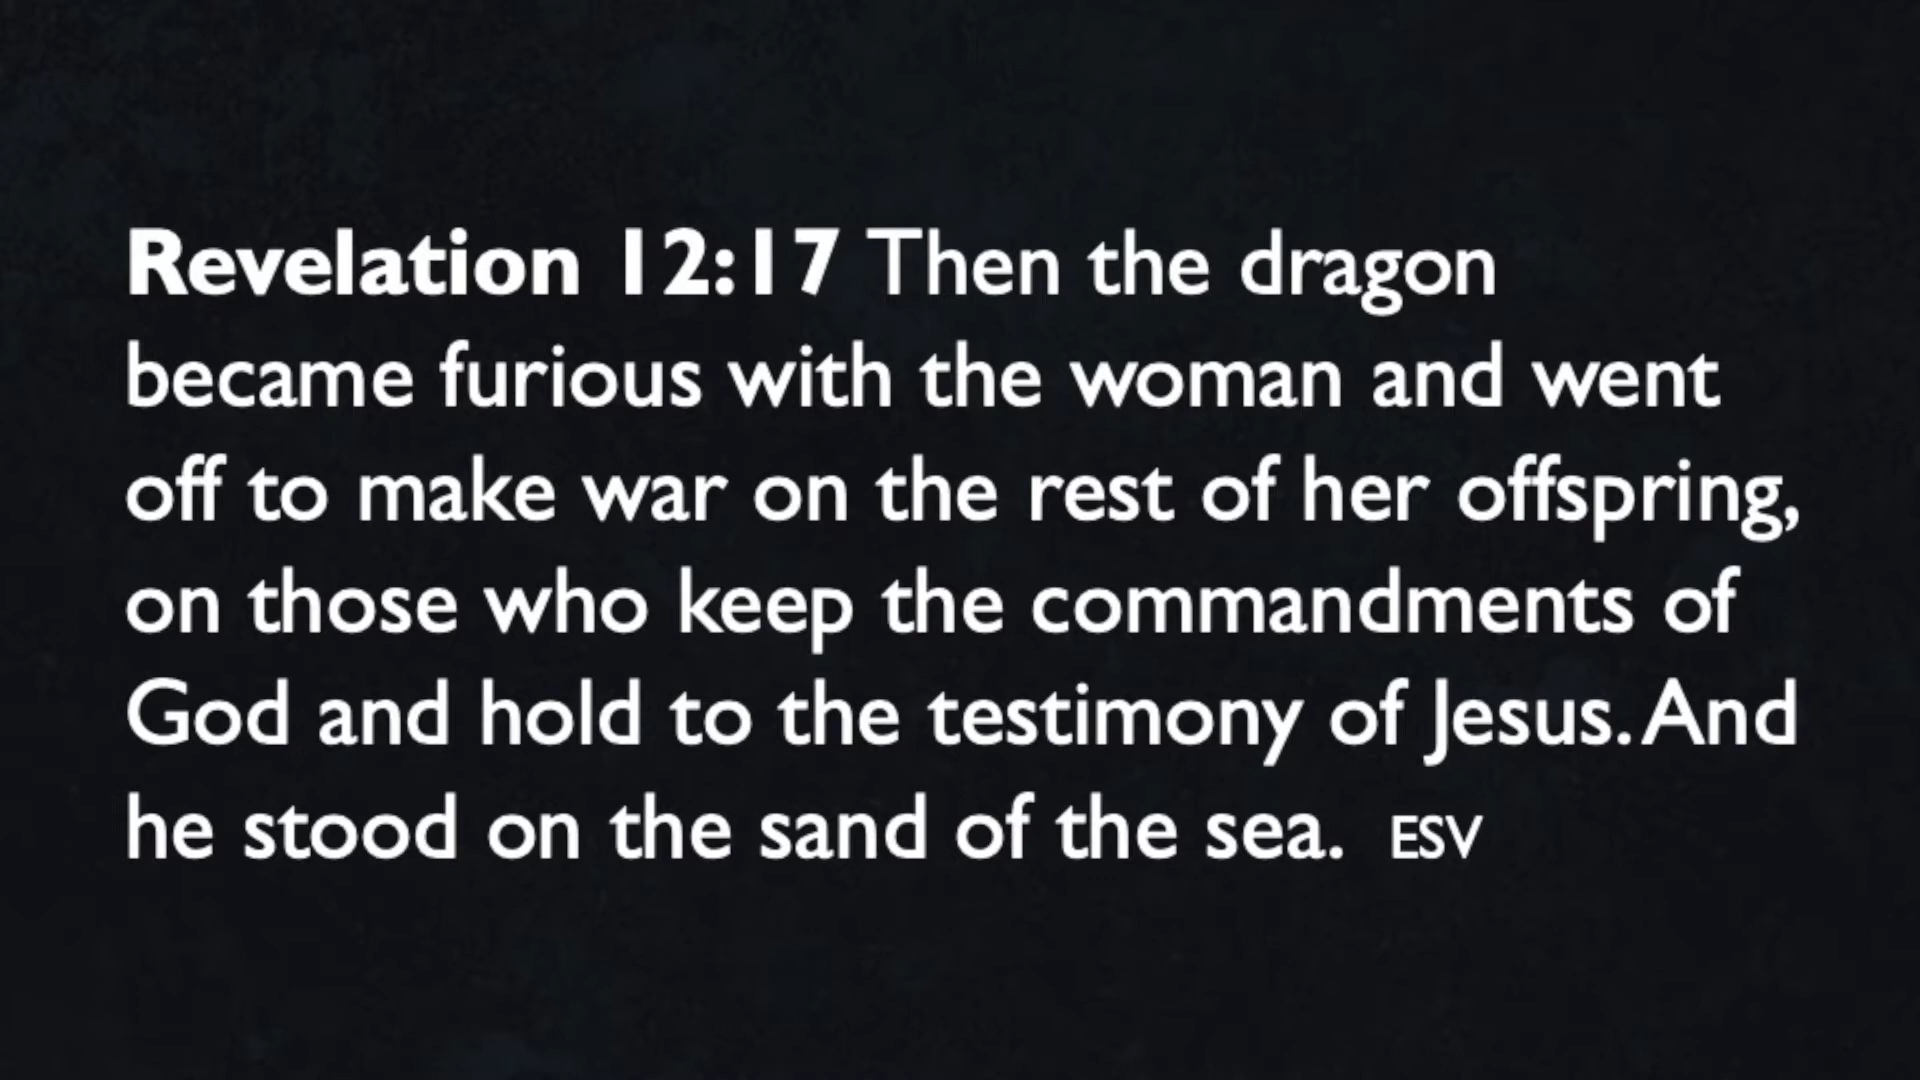 Revelation 12:17 Then the dragon
became furious with the woman and went
off to make war on the rest of her offspring,
on those who keep the commandments of
God and hold to the testimony of Jesus. And
he stood on the sand of the sea. ESV